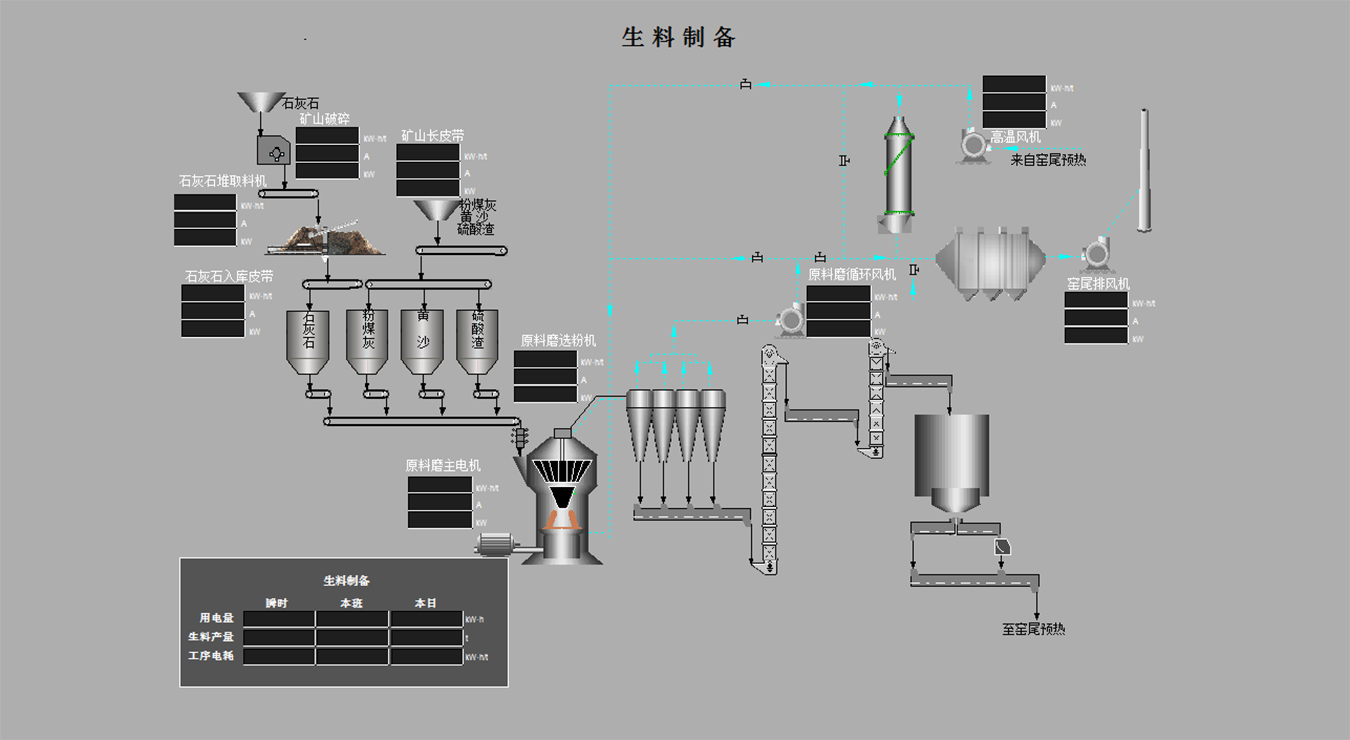 生料制备
石灰石
矿山破碎
kW·h/t
A
kW
矿山长皮带
kW·h/t
A
kW
石灰石堆取料机
kW·h/t
A
kW
粉煤灰
黄沙
硫酸渣
石灰石入库皮带
kW·h/t
A
kW
石灰石
粉煤灰
黄沙
硫酸渣
原料磨选粉机
kW·h/t
A
kW
原料磨主电机
kW·h/t
A
kW
kW·h/t
A
kW
高温风机
来自窑尾预热
原料磨循环风机
kW·h/t
A
kW
窑尾排风机
kW·h/t
A
kW
至窑尾预热
生料制备
瞬时 本班 本日
用电量 kW·h
生料产量 t
工序电耗 kW·h/t